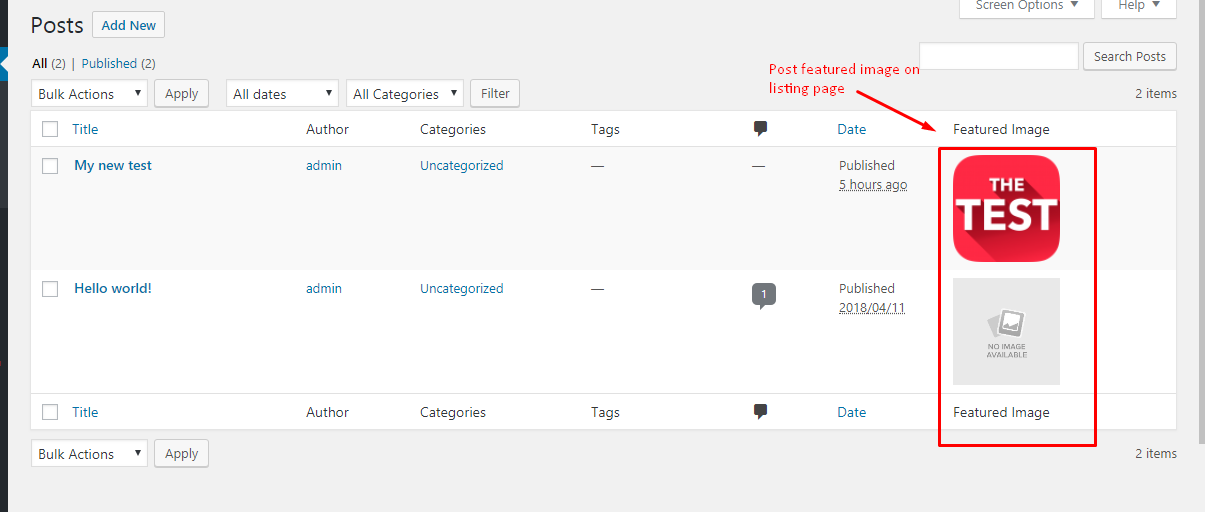 Screen Options ▼ Help ▼
Posts Add New
All (2) | Published (2)
Search Posts
Post featured image on
listing page
Bulk Actions ▼ Apply All dates ▼ All Categories ▼ Filter 2 items
Title Author Categories Tags Date Featured Image
My new test admin Uncategorized — — Published
5 hours ago
THE
TEST
Hello world! admin Uncategorized — 1 Published
2018/04/11
NO IMAGE
AVAILABLE
Title Author Categories Tags Date Featured Image
Bulk Actions ▼ Apply 2 items